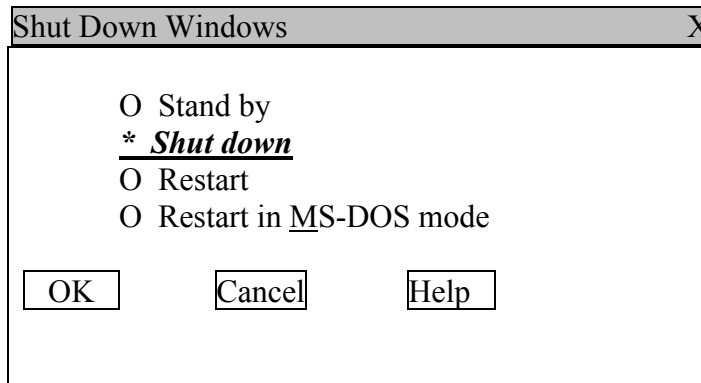 Shut Down Windows X
O Stand by
* Shut down
O Restart
O Restart in MS-DOS mode
OK Cancel Help